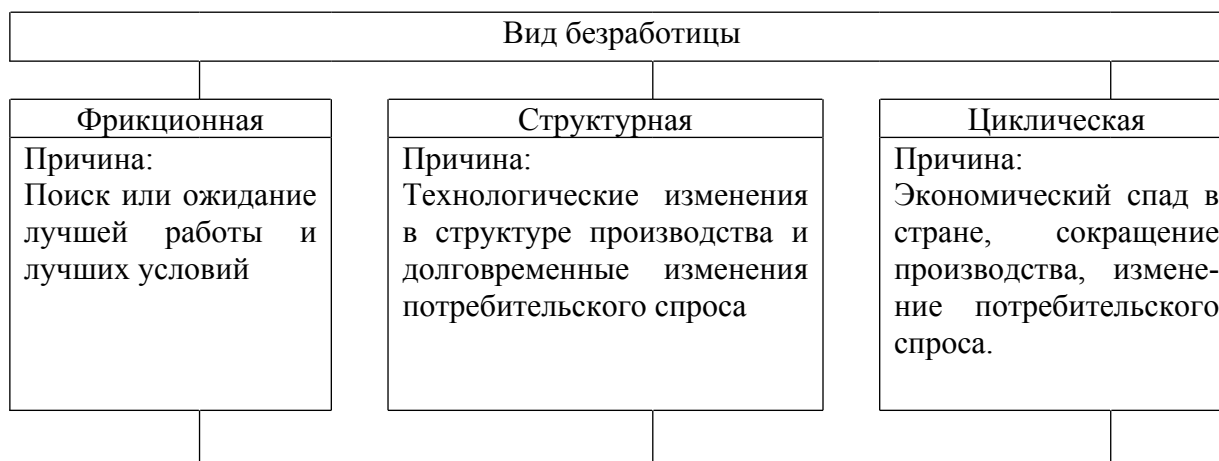 Вид безработицы
Фрикционная
Причина:
Поиск или ожидание
лучшей работы и
лучших условий
Структурная
Причина:
Технологические изменения
в структуре производства и
долговременные изменения
потребительского спроса
Циклическая
Причина:
Экономический спад в
стране, сокращение
производства, измене-
ние потребительского
спроса.